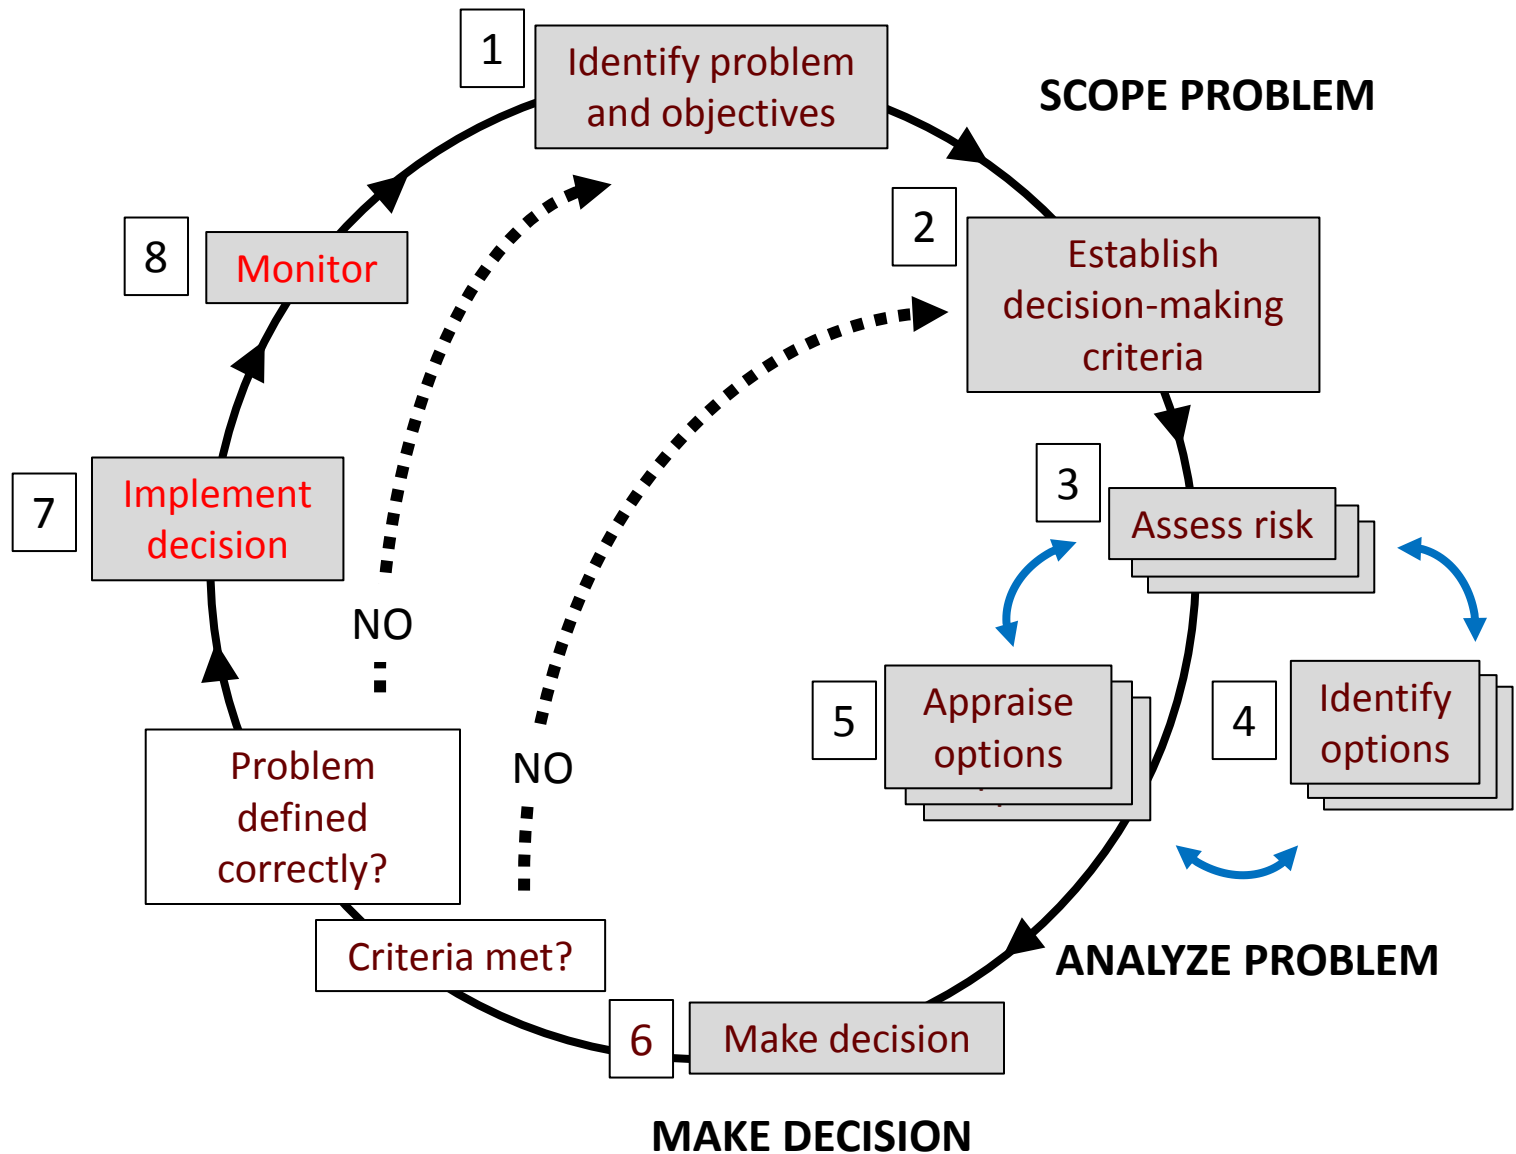 1
Identify problem
and objectives
SCOPE PROBLEM
2
Establish
decision-making
criteria
8
Monitor
3
Assess risk
7
Implement
decision
NO
5
Appraise
options
4
Identify
options
NO
Problem
defined
correctly?
Criteria met?
ANALYZE PROBLEM
6
Make decision
MAKE DECISION